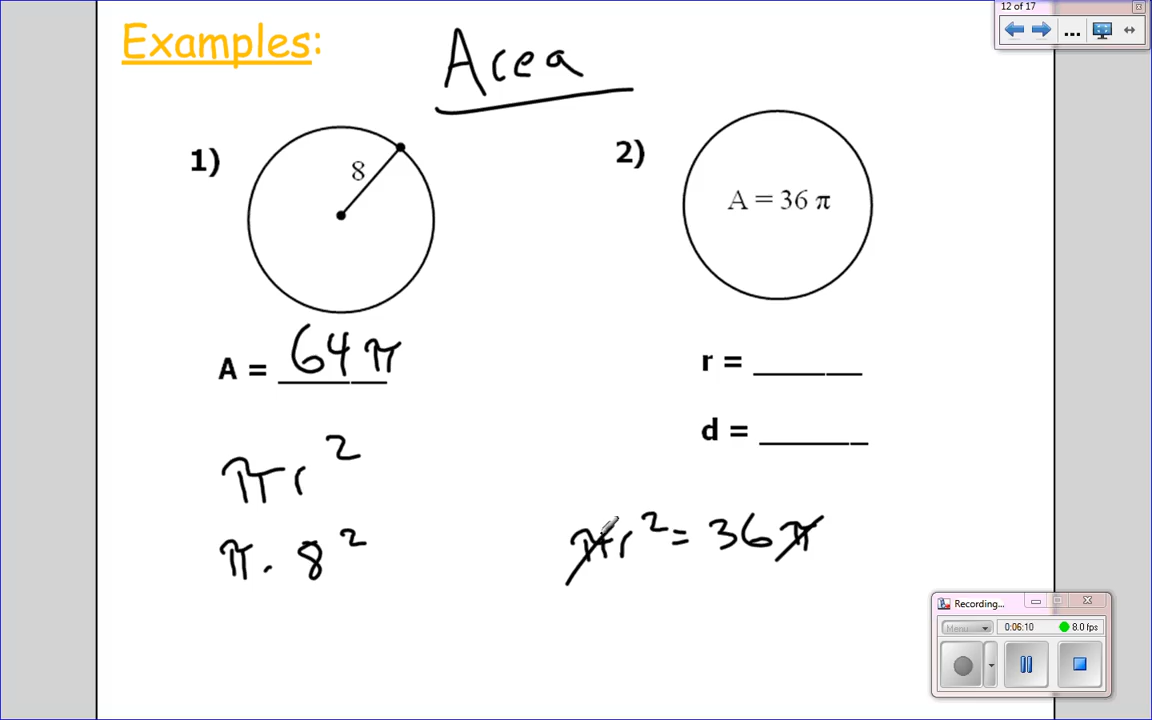 12 of 17
Examples:
Area
1)
8
2)
A = 36 π
A = 64 π
r = ______
d = ______
πr²
π · 8²
πr² = 36π
Recording...
Menu
0:06:10
8.0 fps